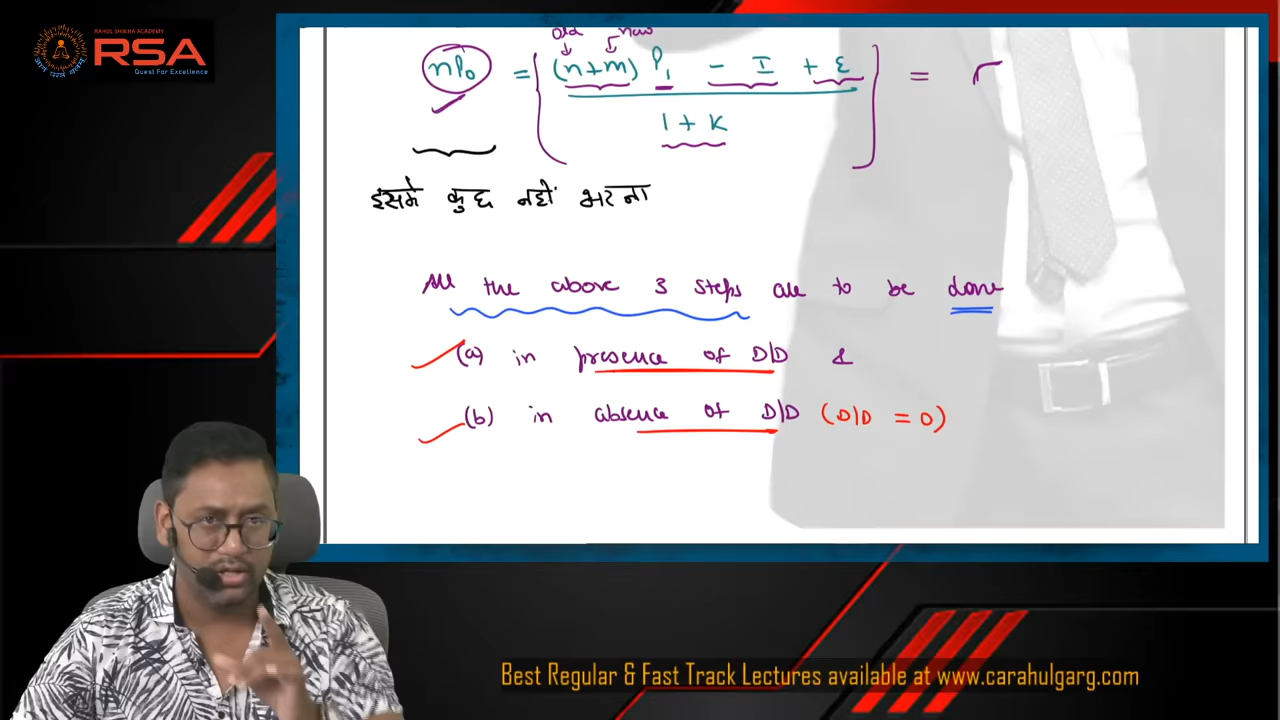 RAHUL SHIKHA ACADEMY
RSA
Quest For Excellence
old new
nP₀ = [ (n+m) P₁ - I + E / 1 + K ] =
इसमे कुछ नहीं भरना
All the above 3 steps are to be done
(a) in presence of D/D &
(b) in absence of D/D (D/D = 0)
Best Regular & Fast Track Lectures available at www.carahulgarg.com